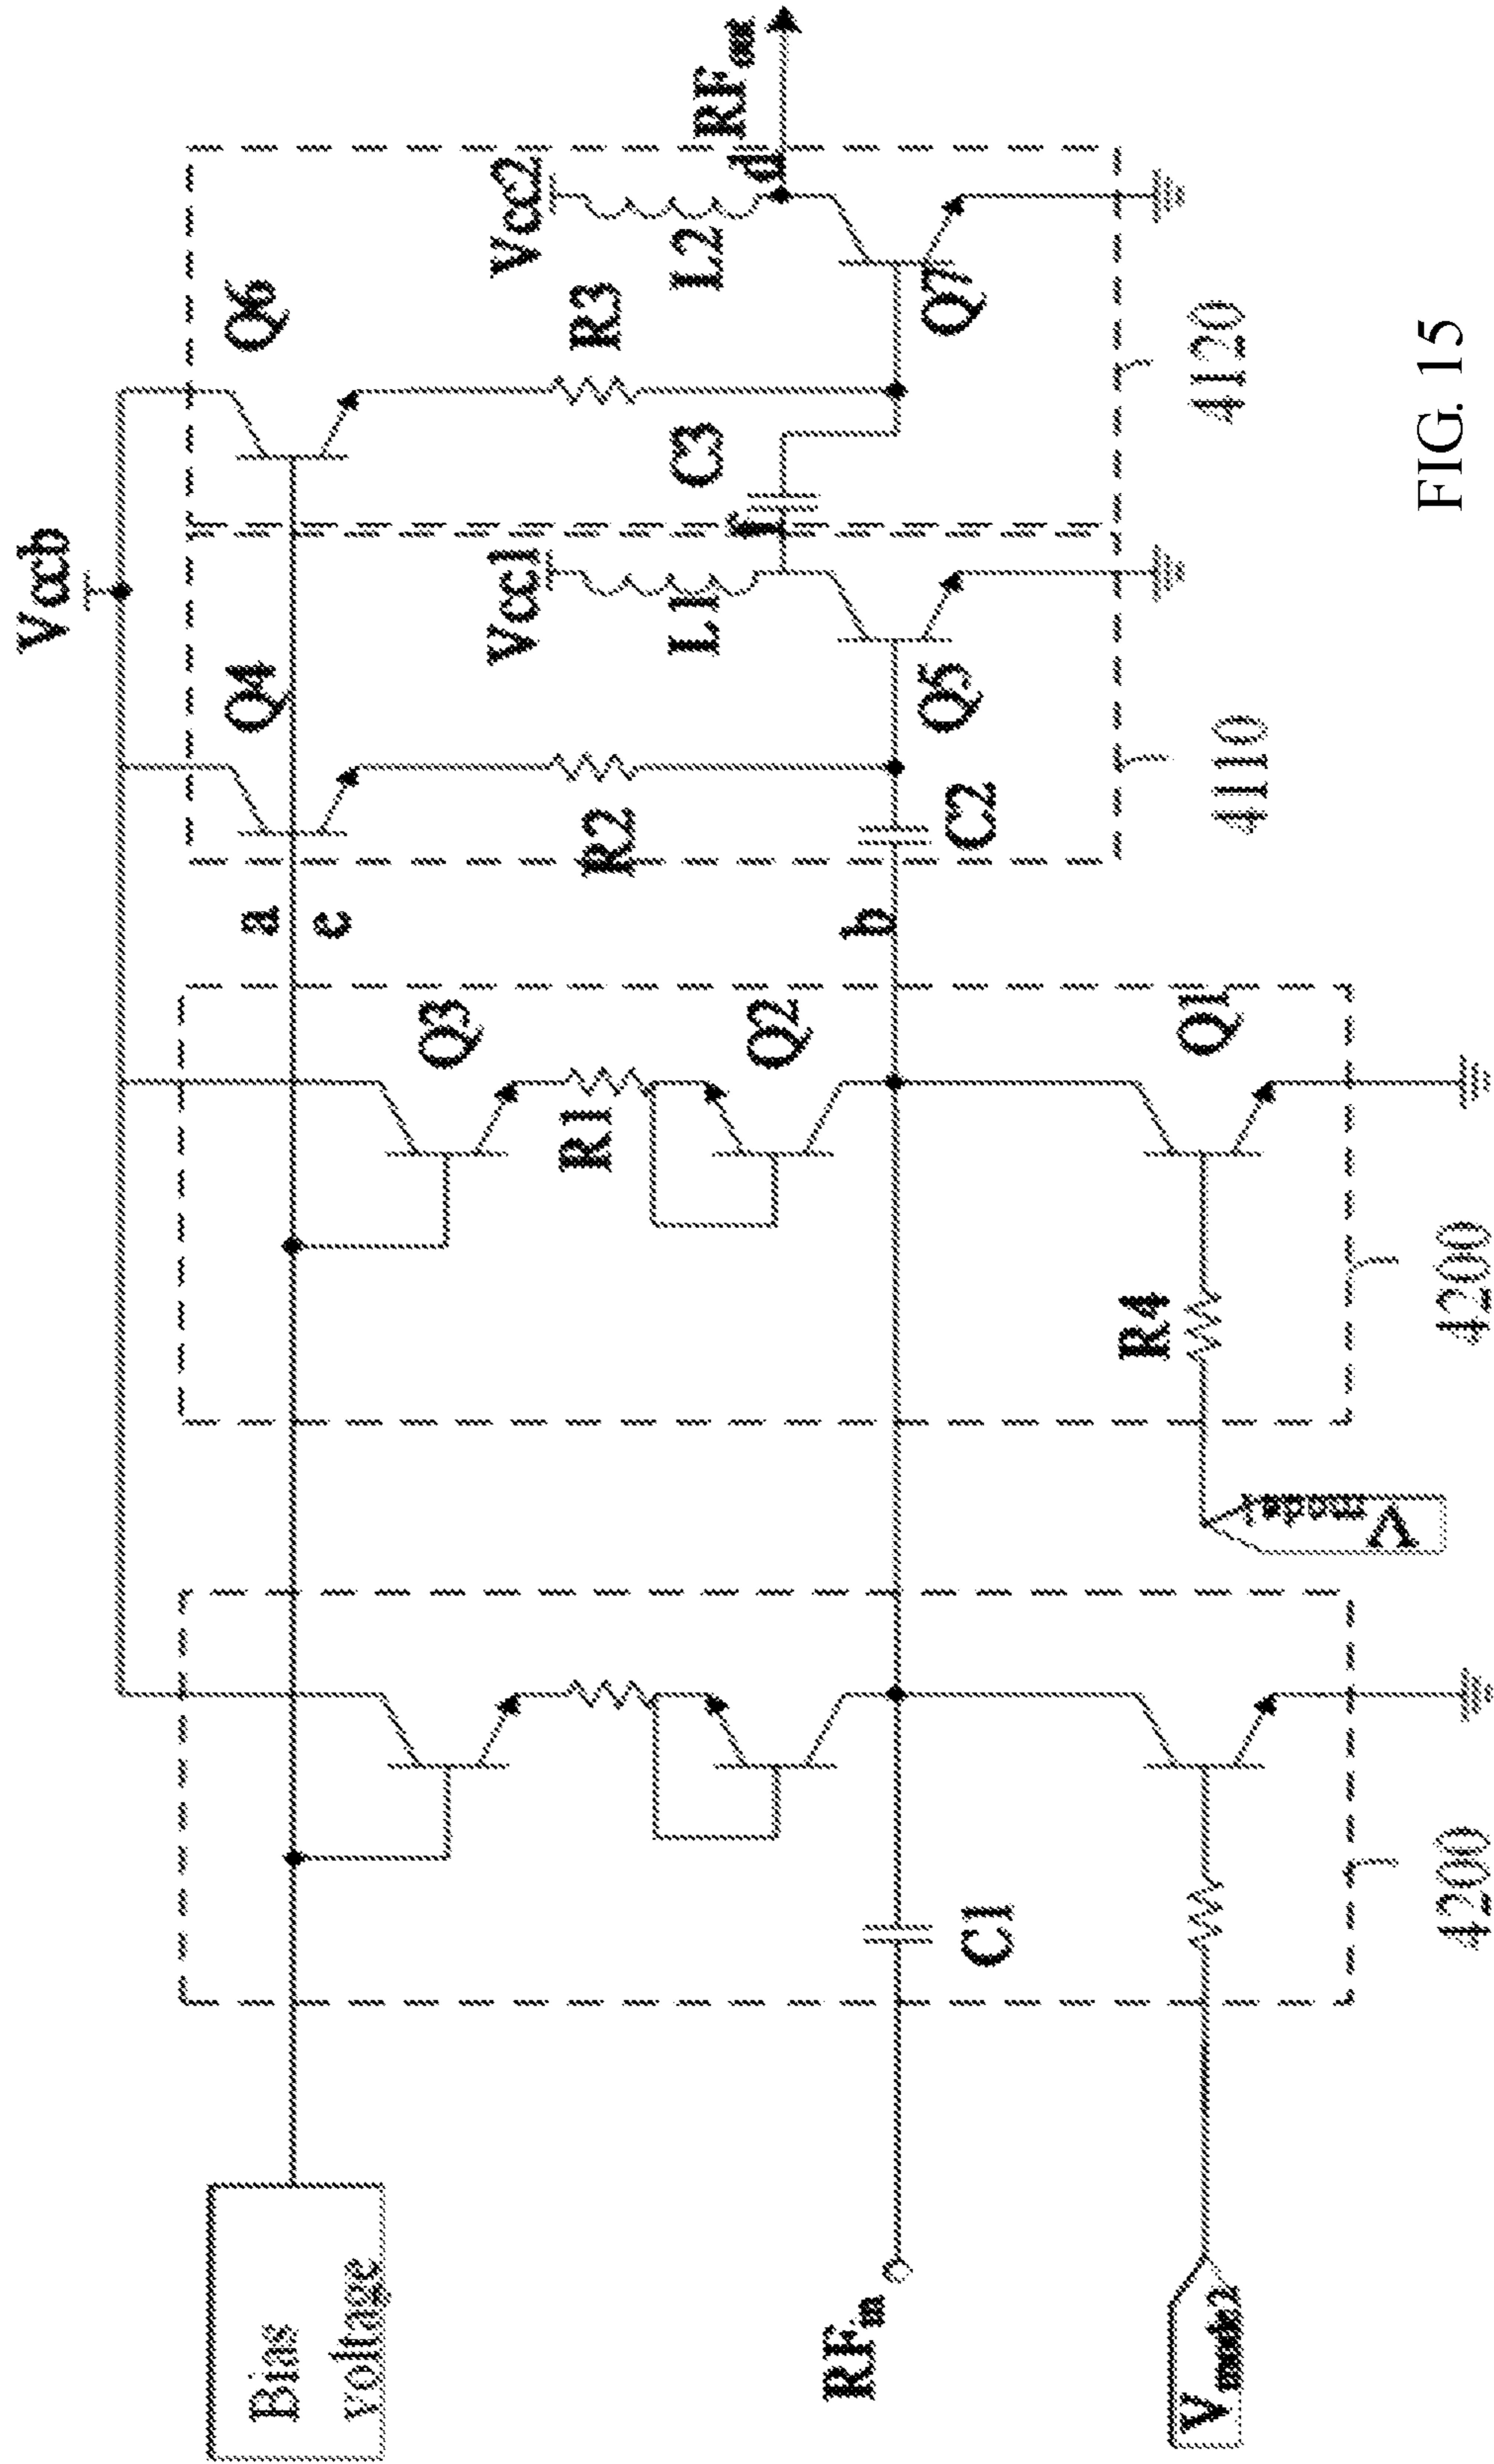 Vccb
Q4
Q6
Vcc1
Vcc2
RFout
a
c
Q3
R1
Q2
R2
R3
L1
L2
C3
f
d
Bias
voltage
RFin
C1
b
C2
Q5
Q7
R4
Q1
Vmode2
Vmode1
4200
4200
4110
4120
FIG. 15